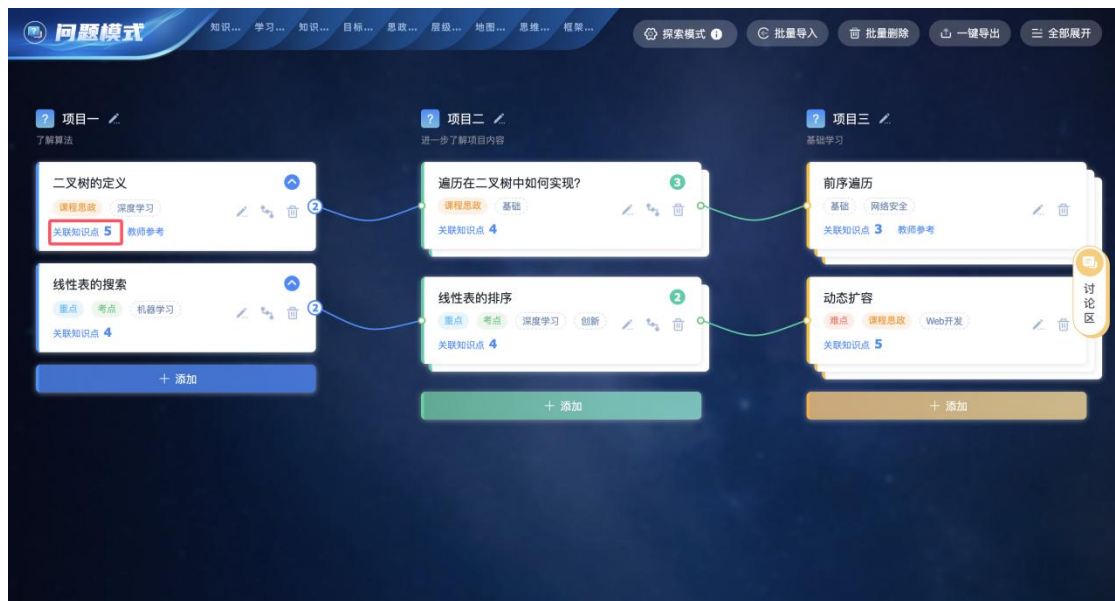 问题模式
知识... 学习... 知识... 目标... 思政... 层级... 地图... 思维... 框架...
探索模式 批量导入 批量删除 一键导出 全部展开
项目一
了解算法
二叉树的定义
课程思政 深度学习
关联知识点 5 教师参考
2
线性表的搜索
重点 考点 机器学习
关联知识点 4
2
+ 添加
项目二
进一步了解项目内容
遍历在二叉树中如何实现?
3
课程思政 基础
关联知识点 4
线性表的排序
2
重点 考点 深度学习 创新
关联知识点 4
+ 添加
项目三
基础学习
前序遍历
基础 网络安全
关联知识点 3 教师参考
动态扩容
难点 课程思政 Web开发
关联知识点 5
+ 添加
讨论区